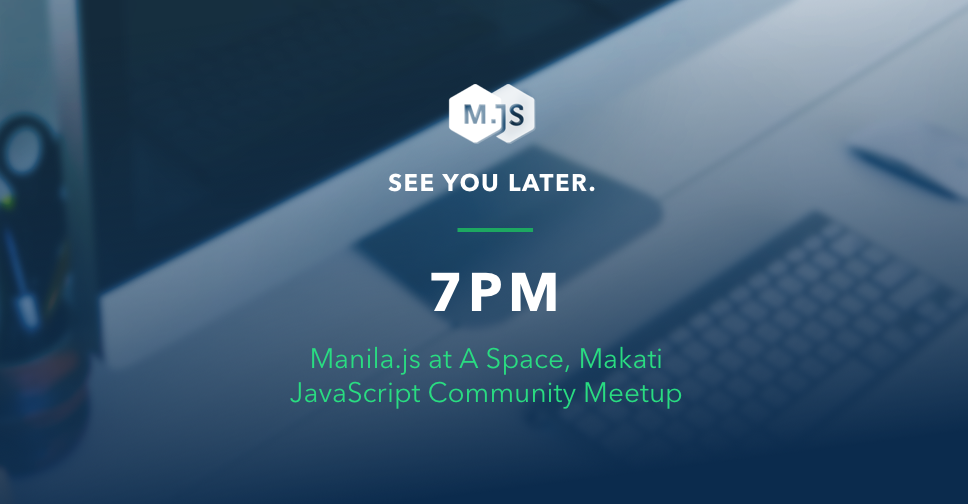 M.JS
SEE YOU LATER.
7PM
Manila.js at A Space, Makati
JavaScript Community Meetup